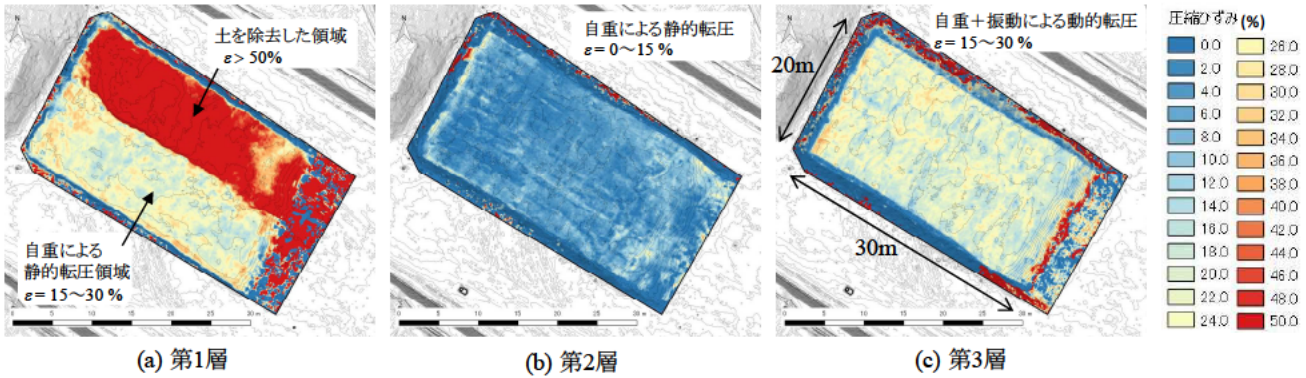 土を除去した領域
ε > 50%
自重による
静的転圧領域
ε = 15～30 %
(a) 第1層
自重による静的転圧
ε = 0～15 %
(b) 第2層
自重＋振動による動的転圧
ε = 15～30 %
20m
30m
(c) 第3層
圧縮ひずみ(%)
0.0 26.0
2.0 28.0
4.0 30.0
6.0 32.0
8.0 34.0
10.0 36.0
12.0 38.0
14.0 40.0
16.0 42.0
18.0 44.0
20.0 46.0
22.0 48.0
24.0 50.0